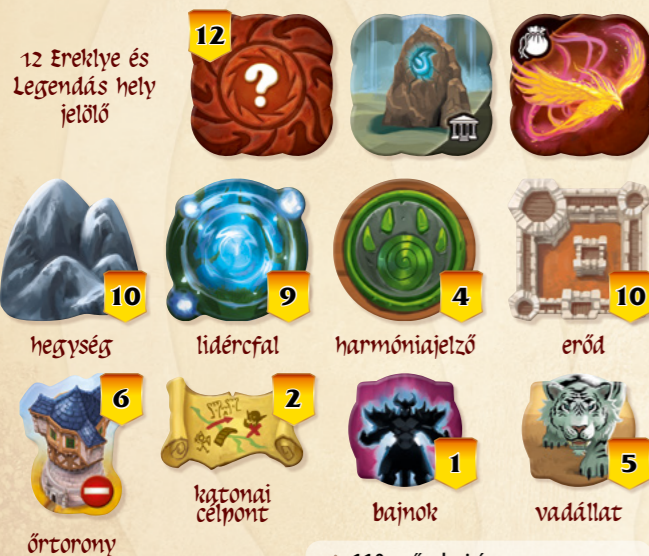 12 Ereklye és
Legendás hely
jelölő
12
?
10
9
4
10
hegység
lidércfal
harmóniajelző
erőd
6
2
1
5
őrtorony
katonai
célpont
bajnok
vadállat